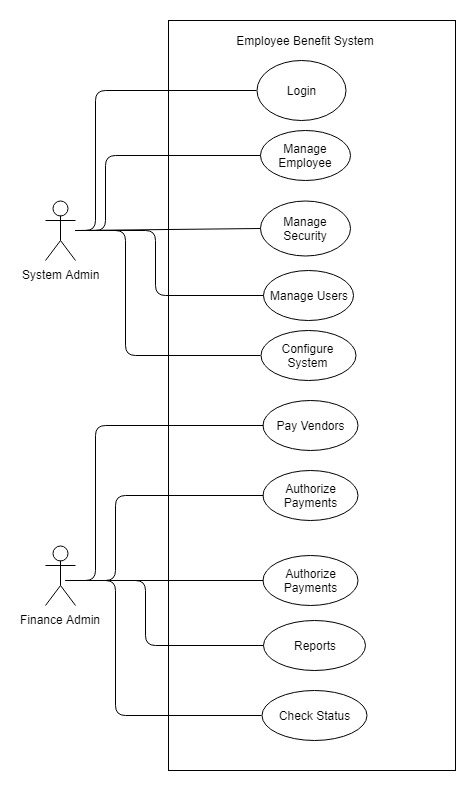 Employee Benefit System
Login
Manage
Employee
Manage
Security
System Admin
Manage Users
Configure
System
Pay Vendors
Authorize
Payments
Authorize
Payments
Finance Admin
Reports
Check Status